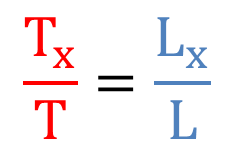 Tₓ/T = Lₓ/L